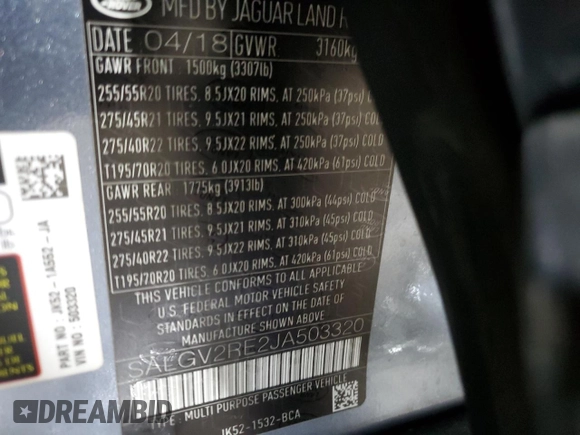 ROVER
MFD BY JAGUAR LAND
DATE 04/18 GVWR 3160kg
GAWR FRONT 1500kg (3307lb)
255/55R20 TIRES, 8.5JX20 RIMS, AT 250kPa (37psi) COLD
275/45R21 TIRES, 9.5JX21 RIMS, AT 250kPa (37psi) COLD
275/40R22 TIRES, 9.5JX22 RIMS, AT 250kPa (37psi) COLD
T195/70R20 TIRES, 6.0JX20 RIMS, AT 420kPa (61psi) COLD
GAWR REAR 1775kg (3913lb)
255/55R20 TIRES, 8.5JX20 RIMS, AT 300kPa (44psi) COLD
275/45R21 TIRES, 9.5JX21 RIMS, AT 310kPa (45psi) COLD
275/40R22 TIRES, 9.5JX22 RIMS, AT 310kPa (45psi) COLD
T195/70R20 TIRES, 6.0JX20 RIMS, AT 420kPa (61psi) COLD
THIS VEHICLE CONFORMS TO ALL APPLICABLE
U.S. FEDERAL MOTOR VEHICLE SAFETY
STANDARDS IN EFFECT ON THE DATE OF
MANUFACTURE SHOWN ABOVE.
SALGV2RE2JA503320
TYPE: MULTI PURPOSE PASSENGER VEHICLE
JK52-1532-BCA
PART NO : JK52-1A552-JA
VIN NO : 503320
DREAMBID